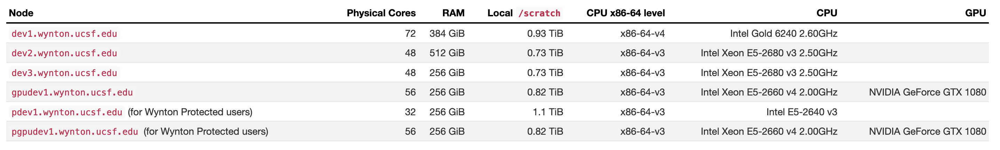 Node Physical Cores RAM Local /scratch CPU x86-64 level CPU GPU
dev1.wynton.ucsf.edu 72 384 GiB 0.93 TiB x86-64-v4 Intel Gold 6240 2.60GHz
dev2.wynton.ucsf.edu 48 512 GiB 0.73 TiB x86-64-v3 Intel Xeon E5-2680 v3 2.50GHz
dev3.wynton.ucsf.edu 48 256 GiB 0.73 TiB x86-64-v3 Intel Xeon E5-2680 v3 2.50GHz
gpudev1.wynton.ucsf.edu 56 256 GiB 0.82 TiB x86-64-v3 Intel Xeon E5-2660 v4 2.00GHz NVIDIA GeForce GTX 1080
pdev1.wynton.ucsf.edu (for Wynton Protected users) 32 256 GiB 1.1 TiB x86-64-v3 Intel E5-2640 v3
pgpudev1.wynton.ucsf.edu (for Wynton Protected users) 56 256 GiB 0.82 TiB x86-64-v3 Intel Xeon E5-2660 v4 2.00GHz NVIDIA GeForce GTX 1080